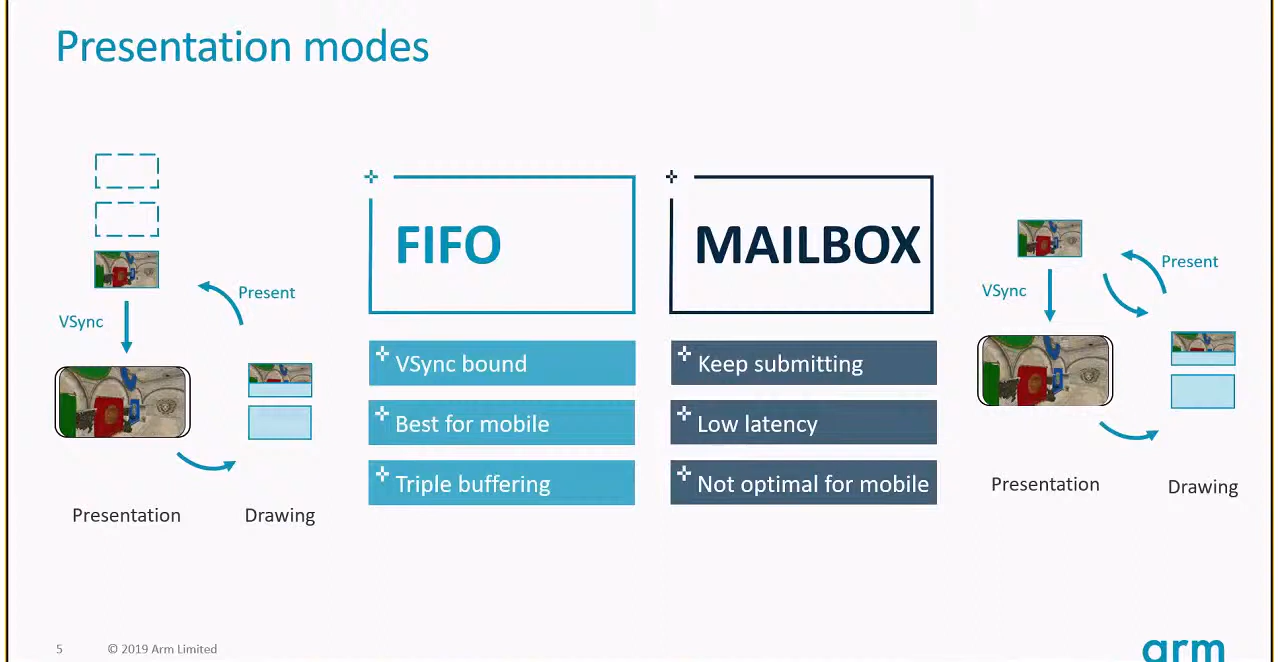 Presentation modes
Present
VSync
Presentation
Drawing
FIFO
VSync bound
Best for mobile
Triple buffering
MAILBOX
Keep submitting
Low latency
Not optimal for mobile
Present
VSync
Presentation
Drawing
5
© 2019 Arm Limited
arm